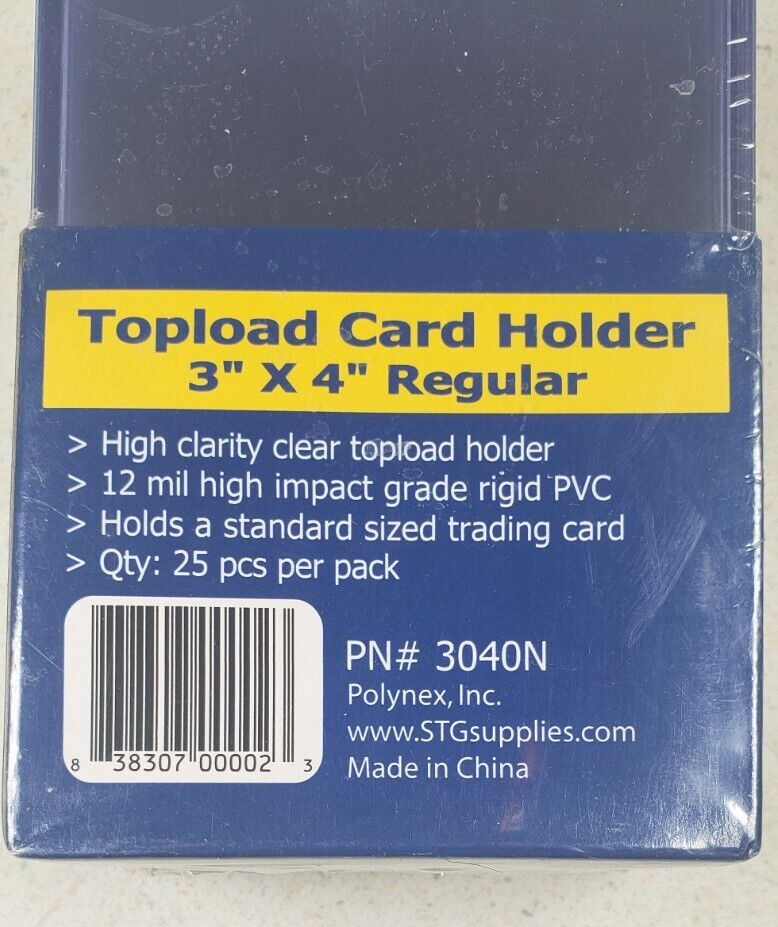 Topload Card Holder
3" X 4" Regular
> High clarity clear topload holder
> 12 mil high impact grade rigid PVC
> Holds a standard sized trading card
> Qty: 25 pcs per pack
PN# 3040N
Polynex, Inc.
www.STGsupplies.com
Made in China
8 38307 00002 3